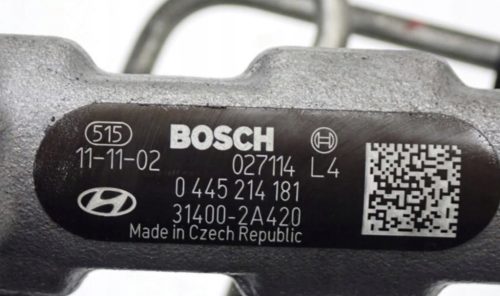 515 BOSCH
11-11-02 027114 L4
0 445 214 181
31400-2A420
Made in Czech Republic